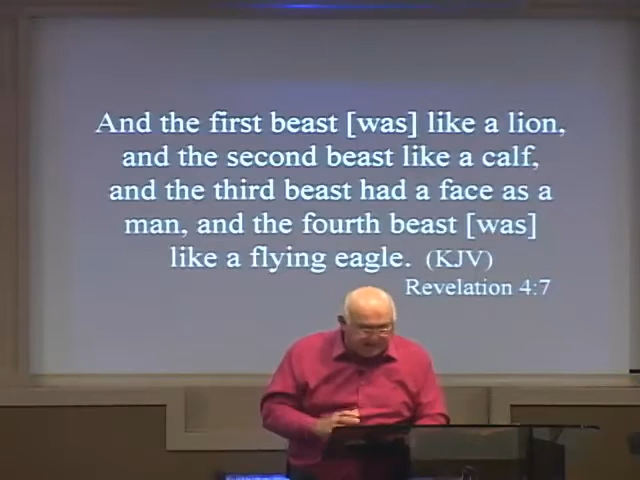 And the first beast [was] like a lion,
and the second beast like a calf,
and the third beast had a face as a
man, and the fourth beast [was]
like a flying eagle. (KJV)
Revelation 4:7